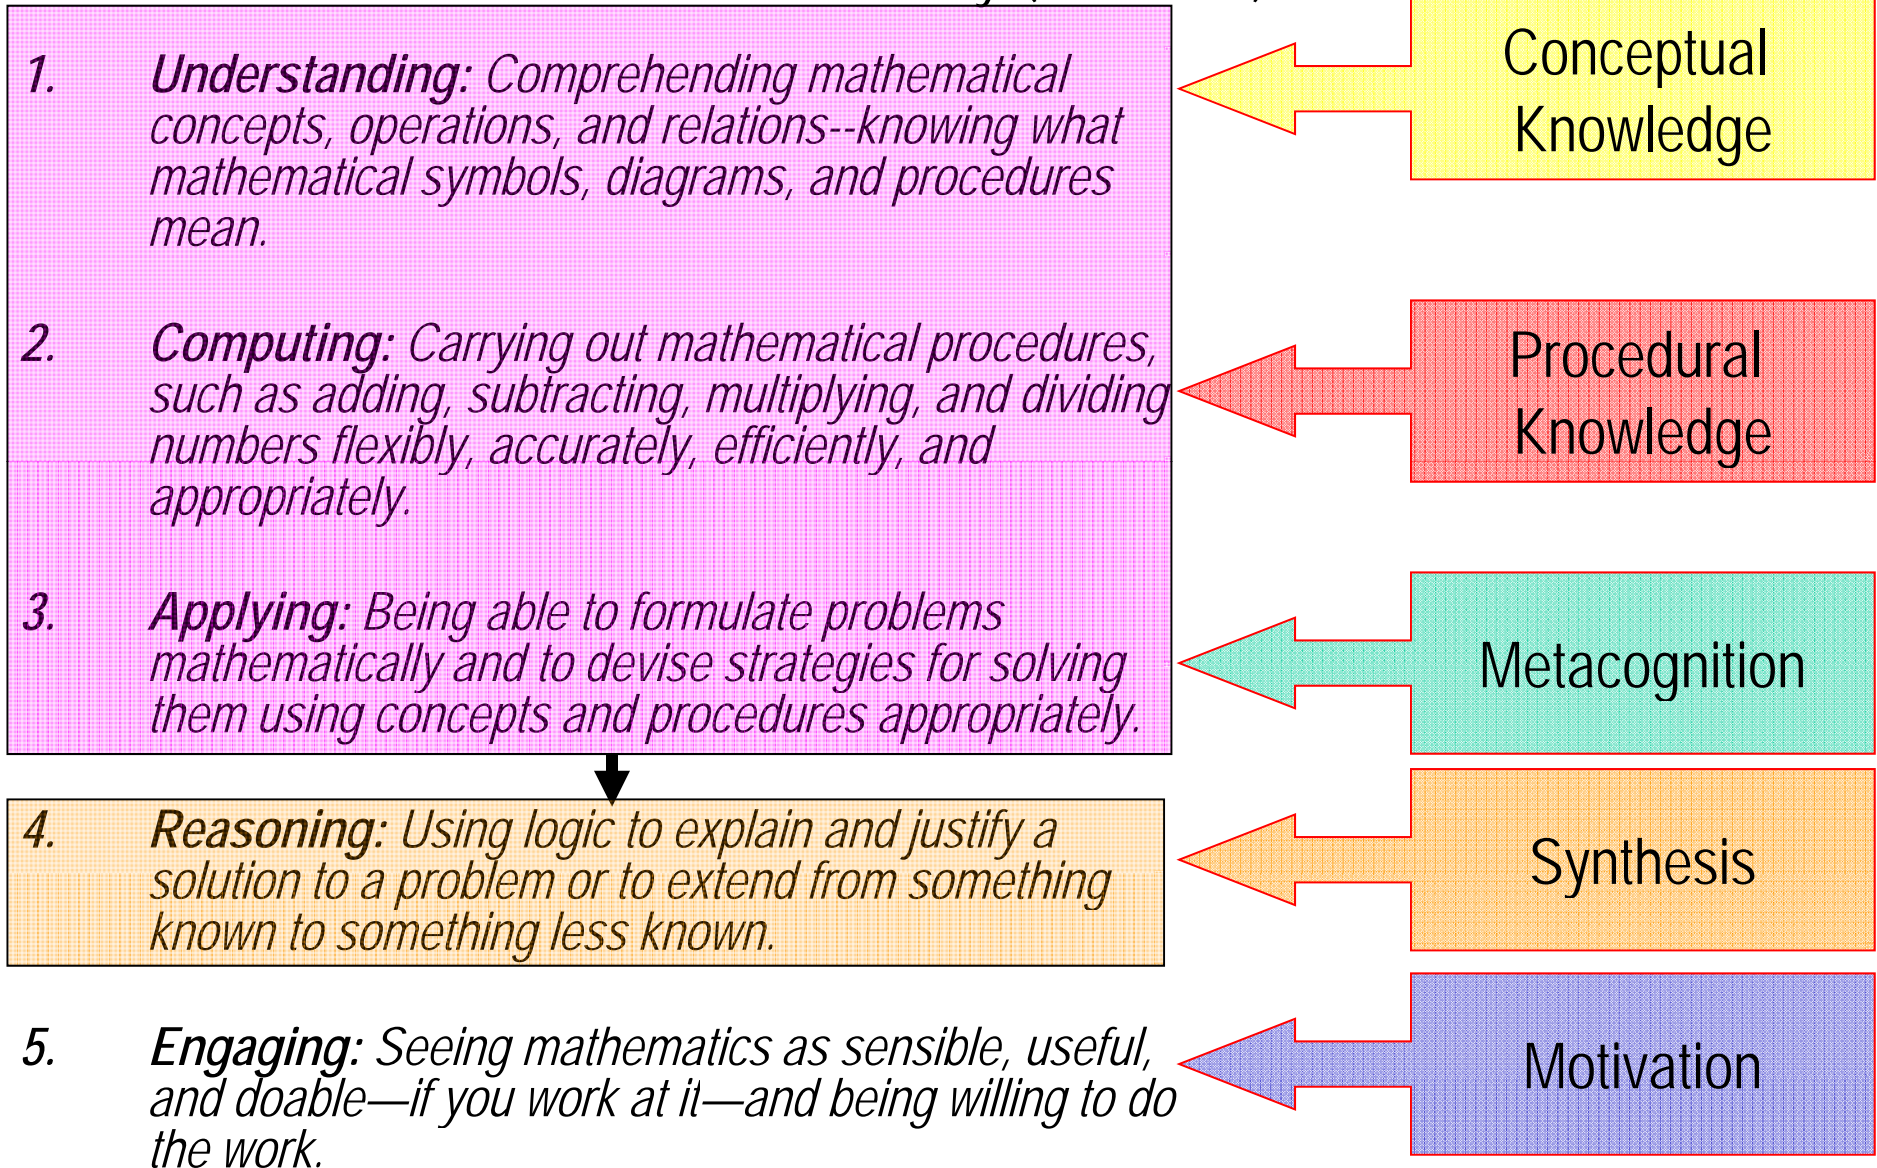 1. Understanding: Comprehending mathematical
concepts, operations, and relations--knowing what
mathematical symbols, diagrams, and procedures
mean.
Conceptual
Knowledge
2. Computing: Carrying out mathematical procedures,
such as adding, subtracting, multiplying, and dividing
numbers flexibly, accurately, efficiently, and
appropriately.
Procedural
Knowledge
3. Applying: Being able to formulate problems
mathematically and to devise strategies for solving
them using concepts and procedures appropriately.
Metacognition
4. Reasoning: Using logic to explain and justify a
solution to a problem or to extend from something
known to something less known.
Synthesis
5. Engaging: Seeing mathematics as sensible, useful,
and doable—if you work at it—and being willing to do
the work.
Motivation